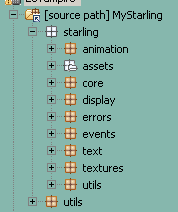 [source path] MyStarling
starling
animation
assets
core
display
errors
events
text
textures
utils
utils